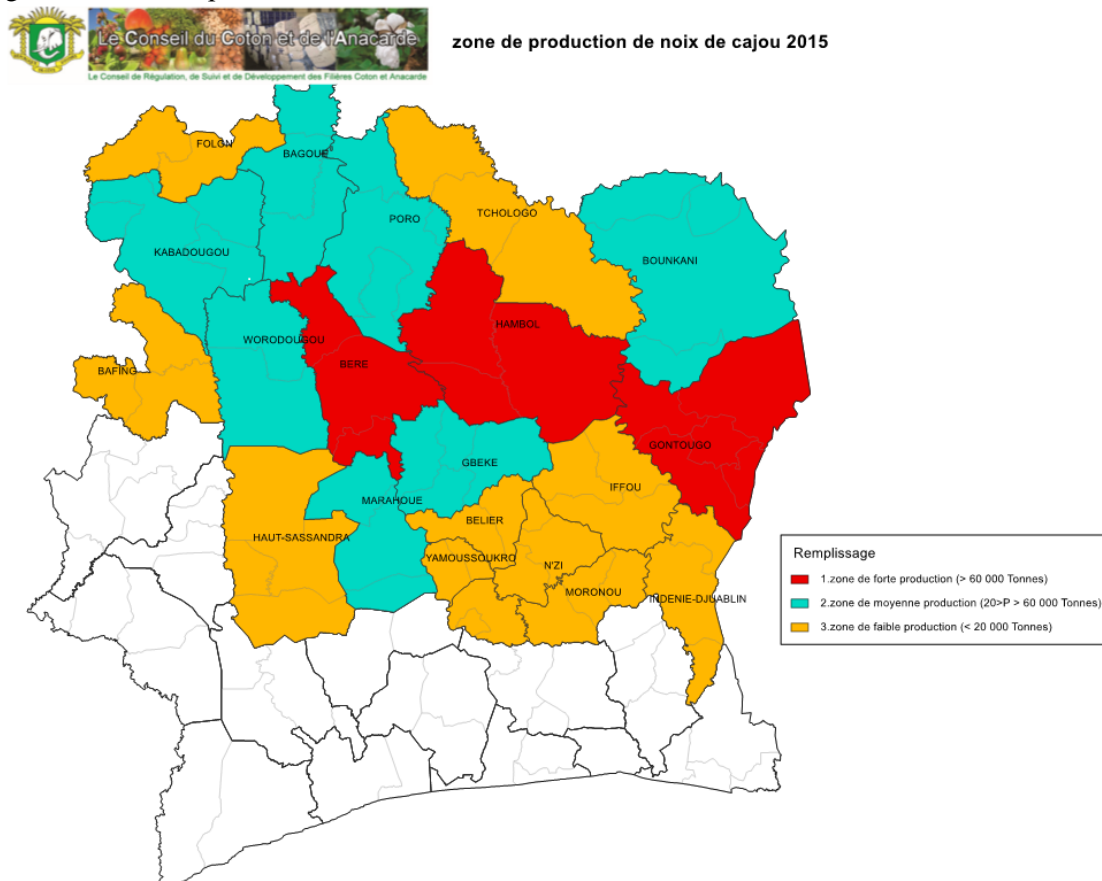 Le Conseil du Coton et de l'Anacarde
zone de production de noix de cajou 2015
Le Conseil de Régulation, de Suivi et de Développement des Filières Coton et Anacarde
FOLON
BAGOUE
PORO
TCHOLOGO
KABADOUGOU
BOUNKANI
HAMBOL
WORODOUGOU
BERE
BAFING
GONTOUGO
GBEKE
IFFOU
MARAHOUE
BELIER
HAUT-SASSANDRA
YAMOUSSOUKRO
N'ZI
MORONOU
INDENIE-DJUABLIN
Remplissage
1.zone de forte production (> 60 000 Tonnes)
2.zone de moyenne production (20>P > 60 000 Tonnes)
3.zone de faible production (< 20 000 Tonnes)